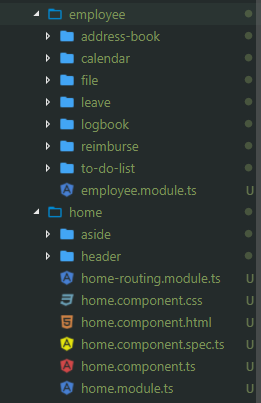 employee
address-book
calendar
file
leave
logbook
reimburse
to-do-list
employee.module.ts U
home
aside
header
home-routing.module.ts U
home.component.css U
home.component.html U
home.component.spec.ts U
home.component.ts U
home.module.ts U